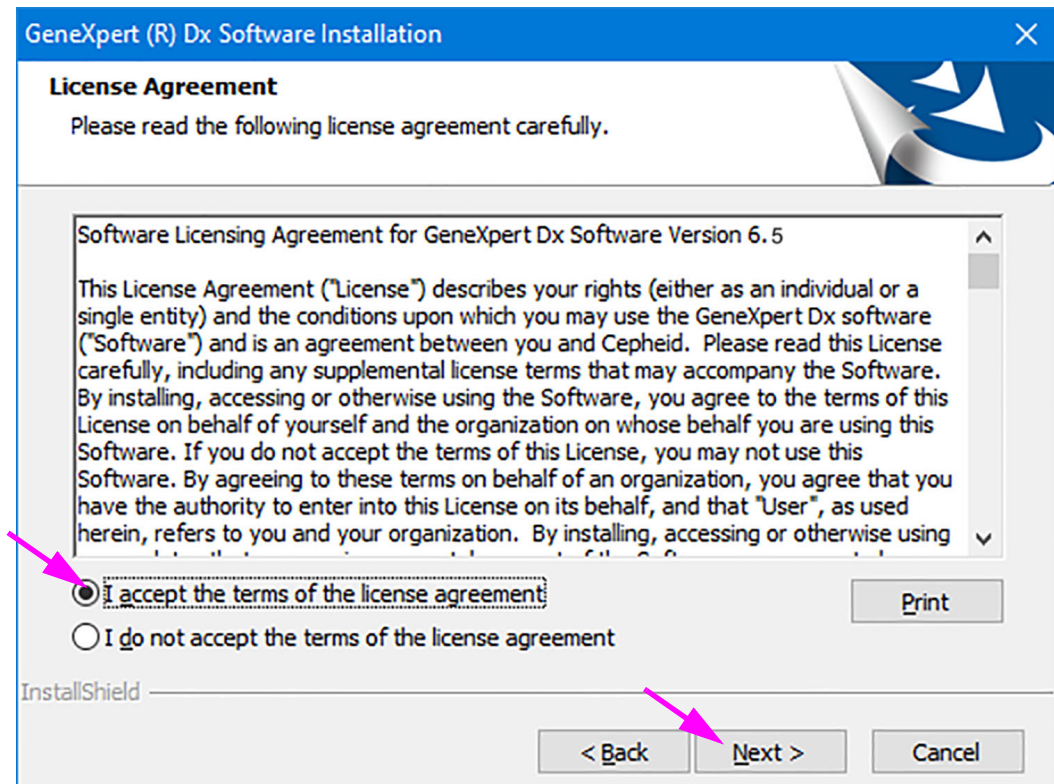 GeneXpert (R) Dx Software Installation
License Agreement
Please read the following license agreement carefully.
Software Licensing Agreement for GeneXpert Dx Software Version 6.5
This License Agreement ("License") describes your rights (either as an individual or a
single entity) and the conditions upon which you may use the GeneXpert Dx software
("Software") and is an agreement between you and Cepheid.  Please read this License
carefully, including any supplemental license terms that may accompany the Software.
By installing, accessing or otherwise using the Software, you agree to the terms of this
License on behalf of yourself and the organization on whose behalf you are using this
Software. If you do not accept the terms of this License, you may not use this
Software. By agreeing to these terms on behalf of an organization, you agree that you
have the authority to enter into this License on its behalf, and that "User", as used
herein, refers to you and your organization.  By installing, accessing or otherwise using
I accept the terms of the license agreement
Print
I do not accept the terms of the license agreement
InstallShield
< Back
Next >
Cancel